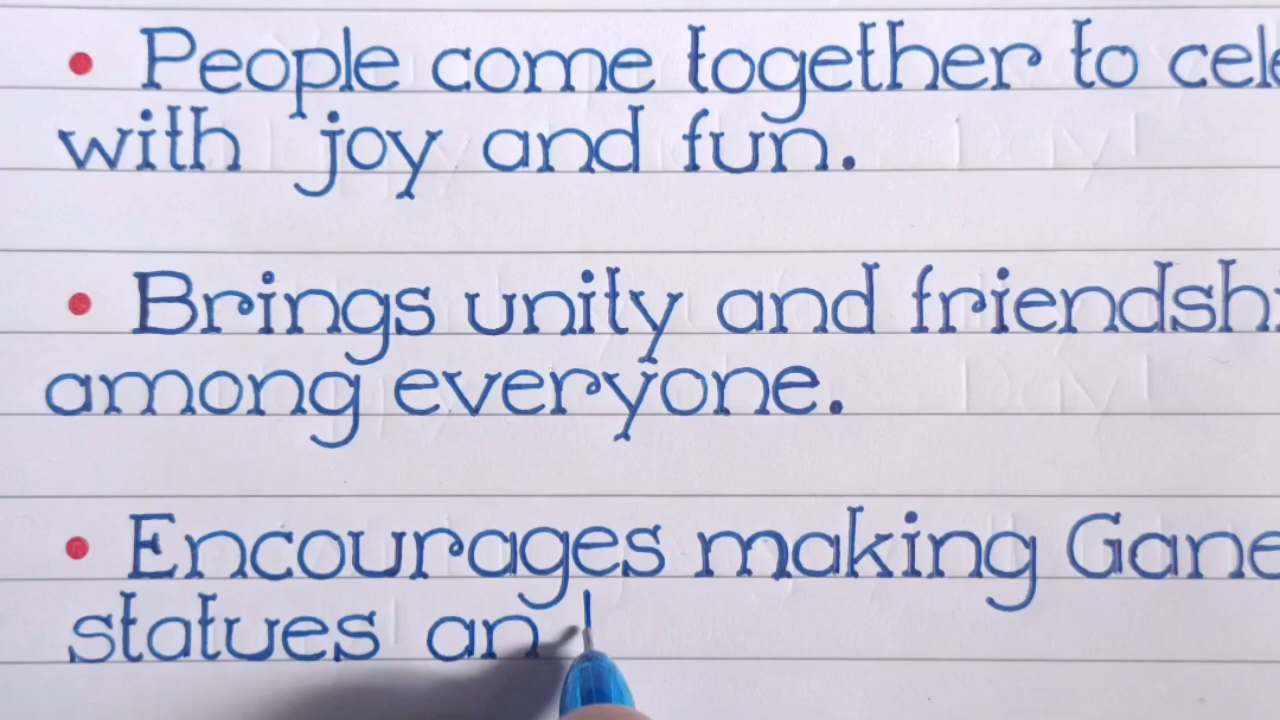 • People come together to cele
with joy and fun.
• Brings unity and friendsh
among everyone.
• Encourages making Gane
statues an